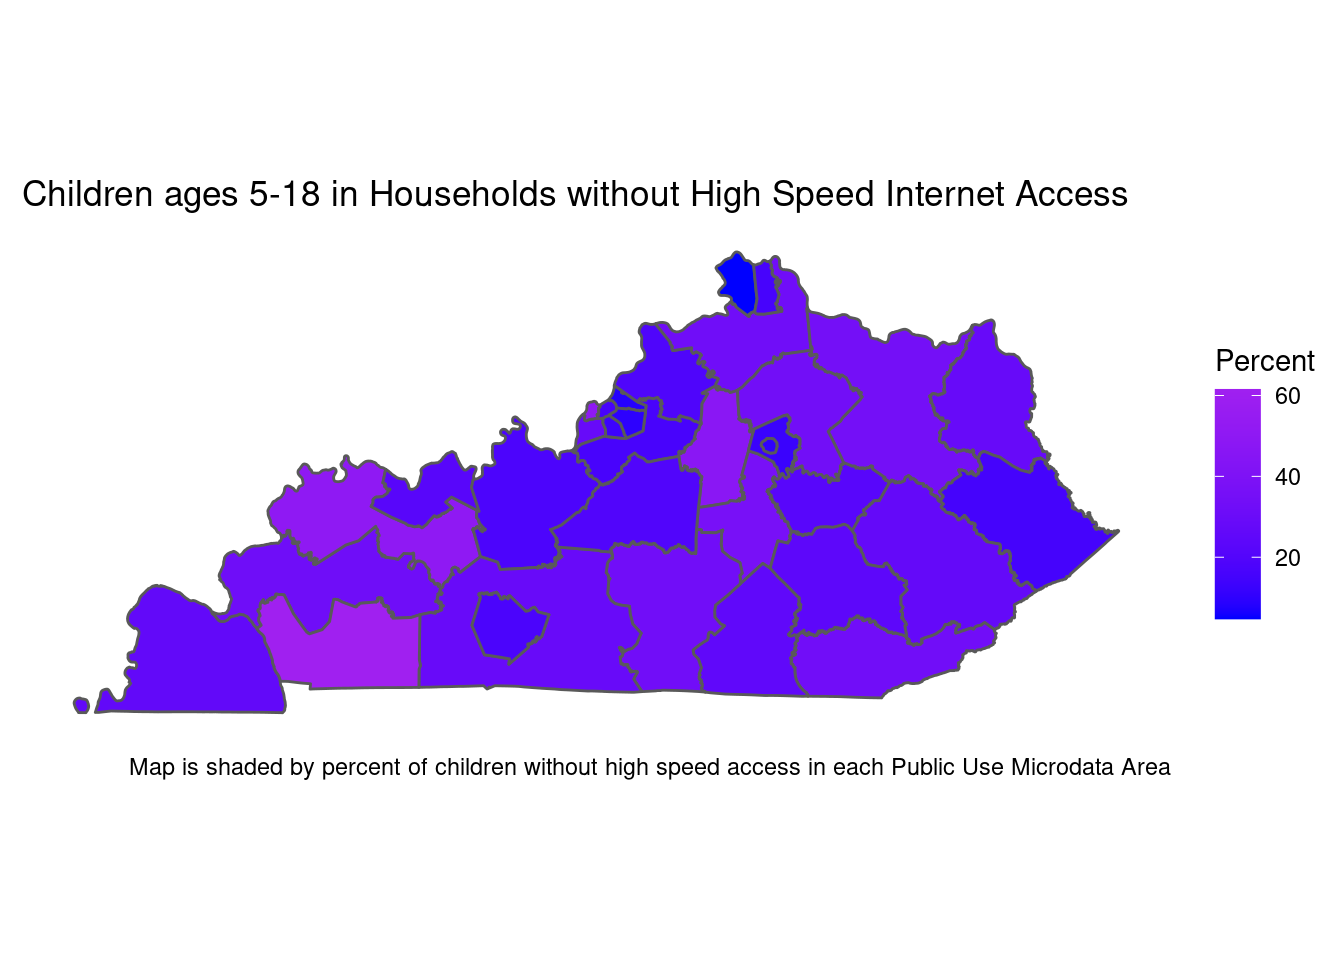 Children ages 5-18 in Households without High Speed Internet Access
Percent
60
40
20
Map is shaded by percent of children without high speed access in each Public Use Microdata Area